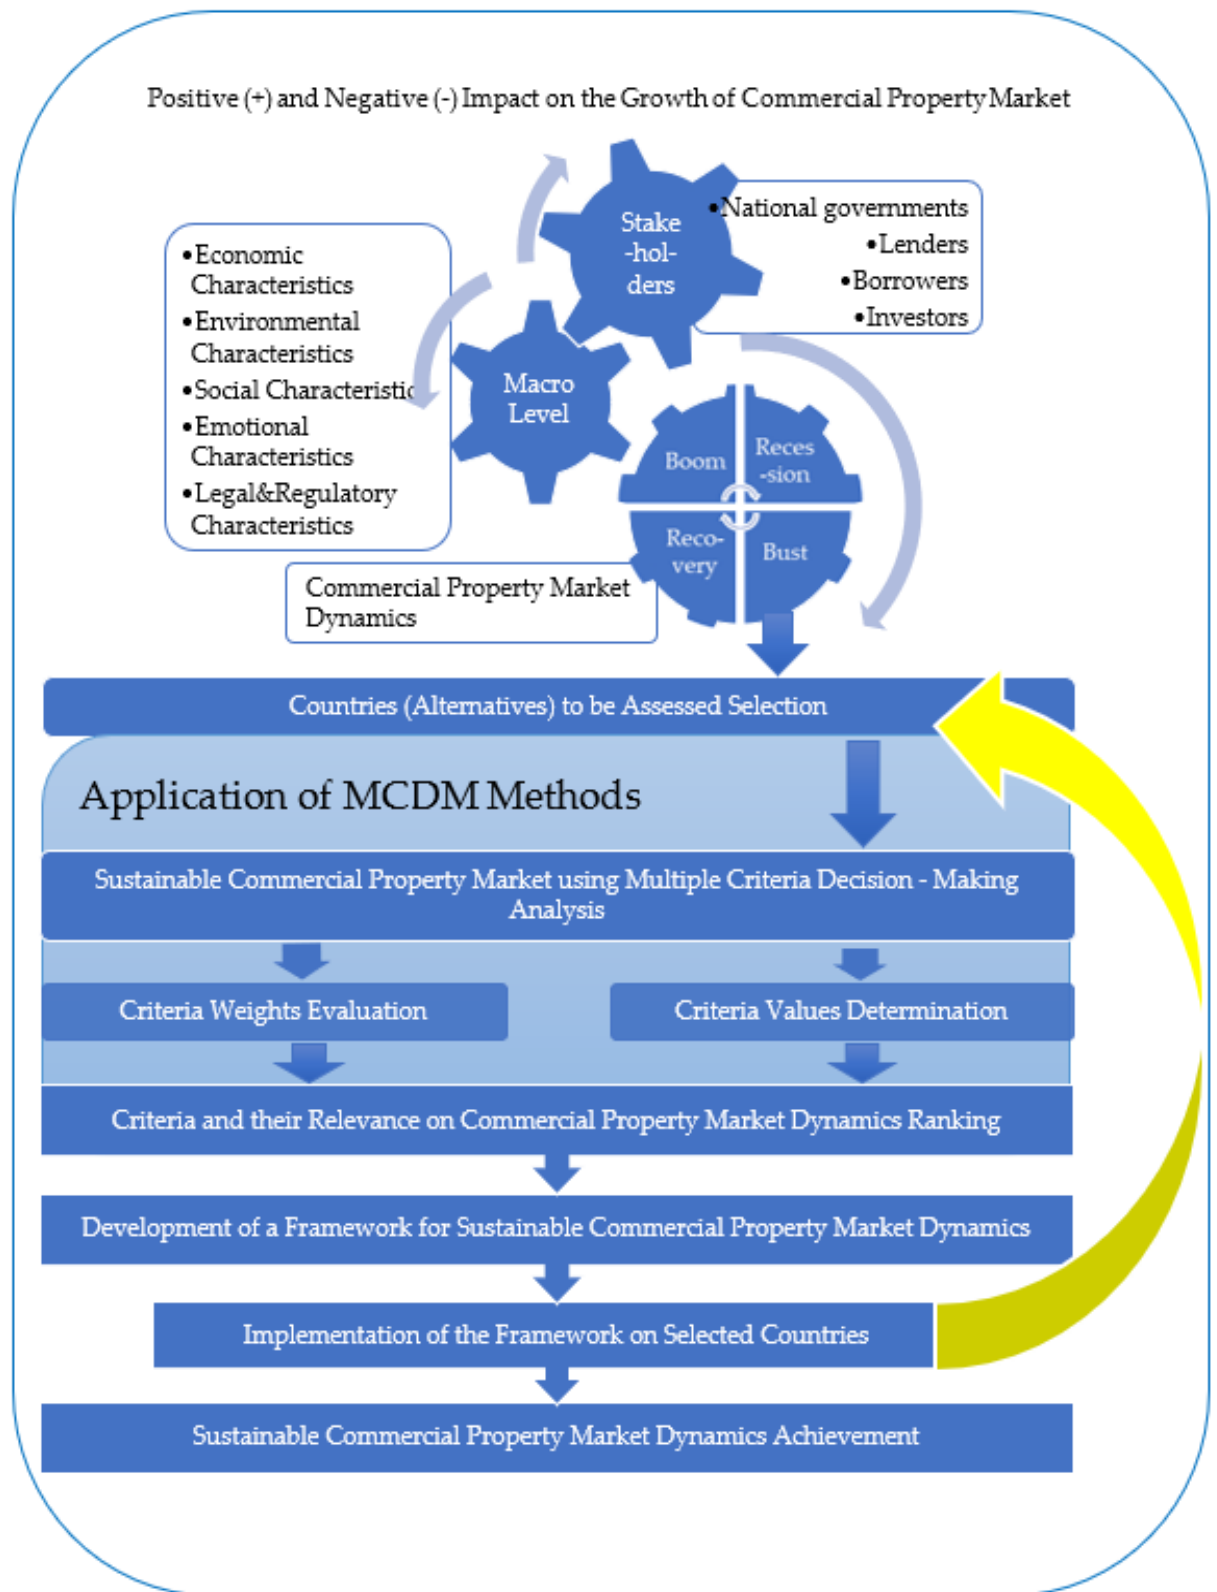 Positive (+) and Negative (-) Impact on the Growth of Commercial Property Market
Stake
-hol-
ders
•National governments
•Lenders
•Borrowers
•Investors
•Economic
Characteristics
•Environmental
Characteristics
•Social Characteristic
•Emotional
Characteristics
•Legal&Regulatory
Characteristics
Macro
Level
Boom
Reces
-sion
Reco-
very
Bust
Commercial Property Market
Dynamics
Countries (Alternatives) to be Assessed Selection
Application of MCDM Methods
Sustainable Commercial Property Market using Multiple Criteria Decision - Making
Analysis
Criteria Weights Evaluation
Criteria Values Determination
Criteria and their Relevance on Commercial Property Market Dynamics Ranking
Development of a Framework for Sustainable Commercial Property Market Dynamics
Implementation of the Framework on Selected Countries
Sustainable Commercial Property Market Dynamics Achievement